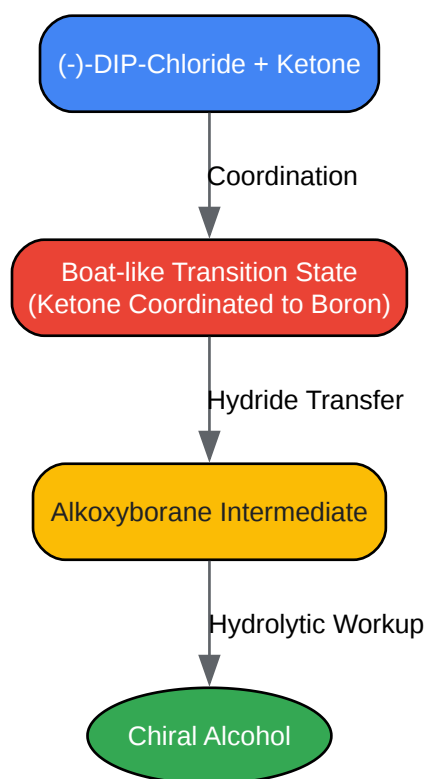 (-)-DIP-Chloride + Ketone
Coordination
Boat-like Transition State
(Ketone Coordinated to Boron)
Hydride Transfer
Alkoxyborane Intermediate
Hydrolytic Workup
Chiral Alcohol